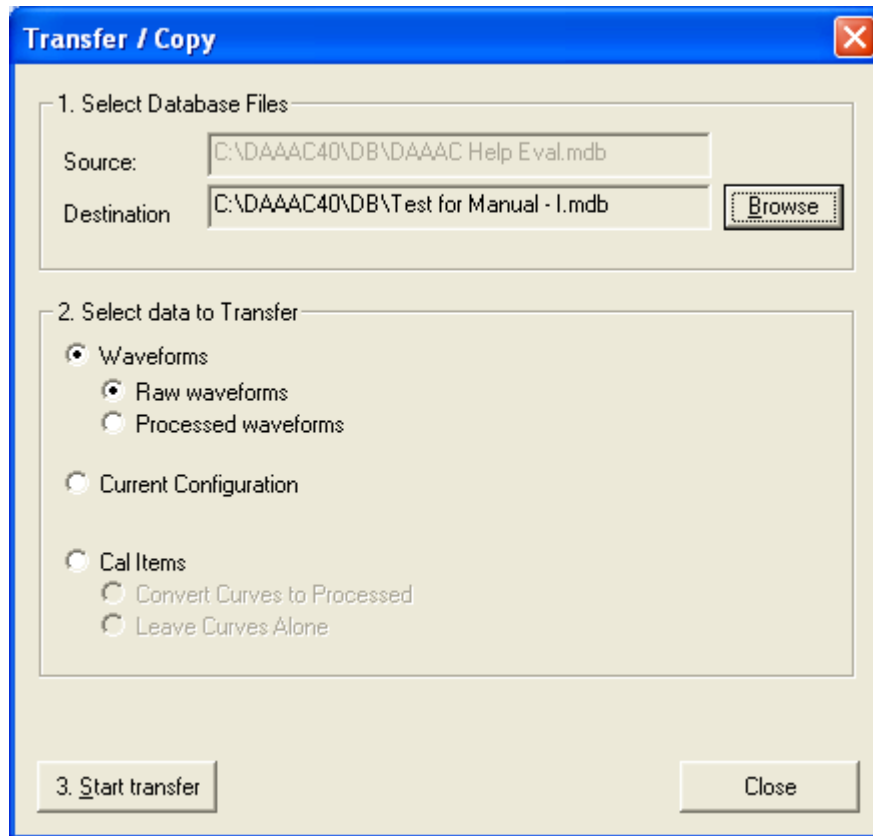 Transfer / Copy
1. Select Database Files
Source: C:\DAAAC40\DB\DAAAC Help Eval.mdb
Destination C:\DAAAC40\DB\Test for Manual - I.mdb Browse
2. Select data to Transfer
Waveforms
Raw waveforms
Processed waveforms
Current Configuration
Cal Items
Convert Curves to Processed
Leave Curves Alone
3. Start transfer Close